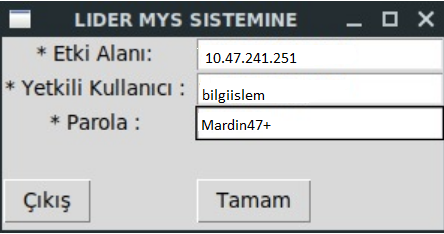 LIDER MYS SISTEMINE
* Etki Alanı: 10.47.241.251
* Yetkili Kullanıcı : bilgiislem
* Parola : Mardin47+
Çıkış Tamam